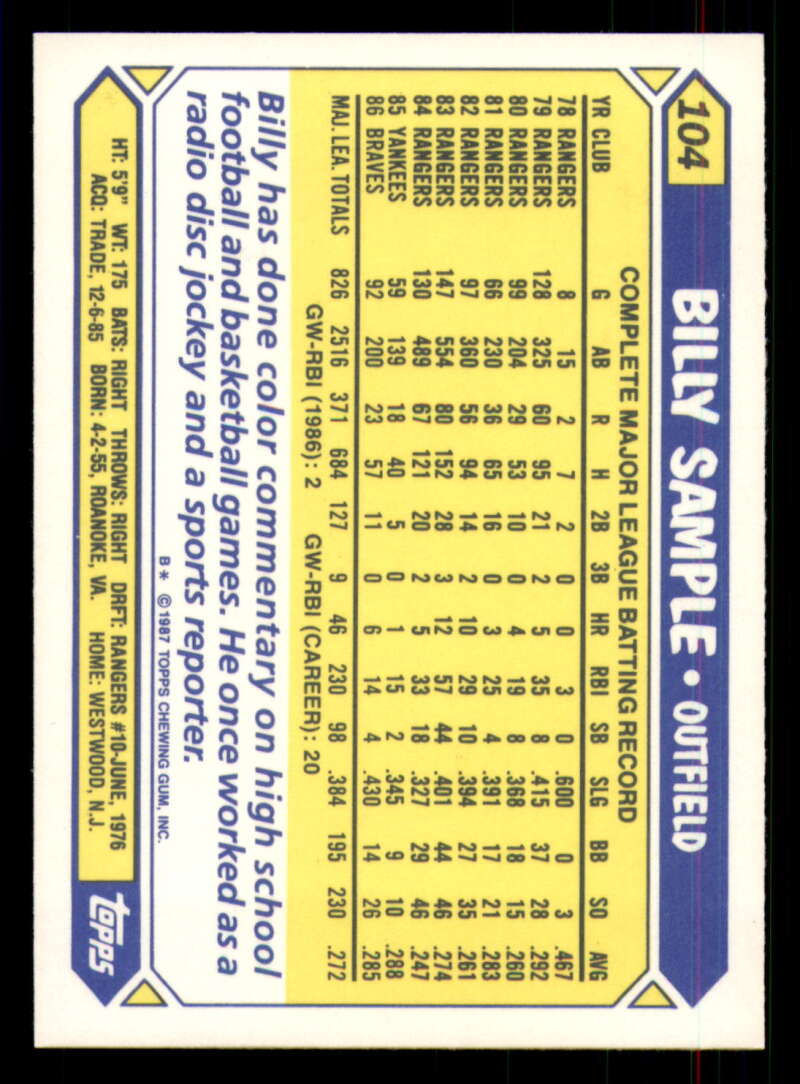 104
BILLY SAMPLE • OUTFIELD
COMPLETE MAJOR LEAGUE BATTING RECORD
YR CLUB G AB R H 2B 3B HR RBI SB SLG BB SO AVG
78 RANGERS 8 15 2 7 2 0 0 3 0 .600 0 3 .467
79 RANGERS 128 325 60 95 21 2 5 35 8 .415 37 28 .292
80 RANGERS 99 204 29 53 10 0 4 19 8 .368 18 15 .260
81 RANGERS 66 230 36 65 16 0 3 25 4 .391 17 21 .283
82 RANGERS 97 360 56 94 14 2 10 29 10 .394 27 35 .261
83 RANGERS 147 554 80 152 28 3 12 57 44 .401 44 46 .274
84 RANGERS 130 489 67 121 20 2 5 33 18 .327 29 46 .247
85 YANKEES 59 139 18 40 5 0 1 15 2 .345 9 10 .288
86 BRAVES 92 200 23 57 11 0 6 14 4 .430 14 26 .285
MAJ. LEA. TOTALS 826 2516 371 684 127 9 46 230 98 .384 195 230 .272
GW-RBI (1986): 2 GW-RBI (CAREER): 20
Billy has done color commentary on high school
football and basketball games. He once worked as a
radio disc jockey and a sports reporter.
B* ©1987 TOPPS CHEWING GUM, INC.
HT: 5'9" WT: 175 BATS: RIGHT THROWS: RIGHT DRFT: RANGERS #10-JUNE, 1976
ACQ: TRADE, 12-6-85 BORN: 4-2-55, ROANOKE, VA. HOME: WESTWOOD, N.J.
topps